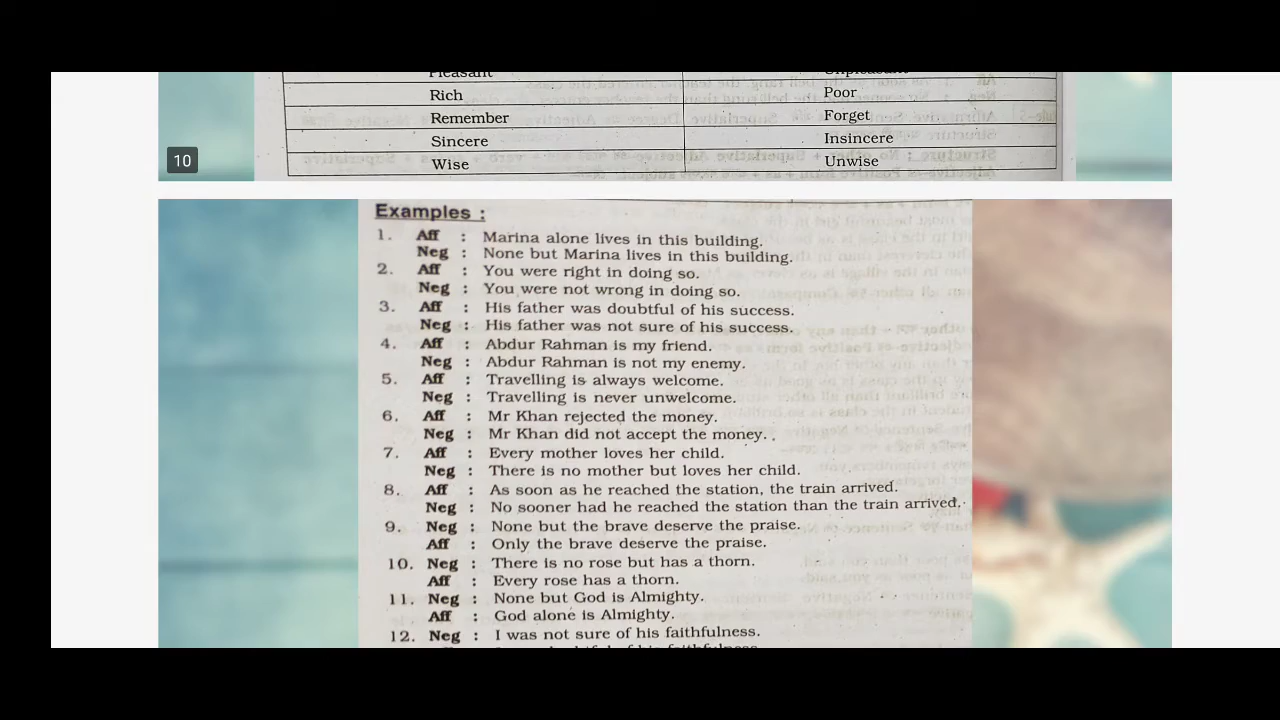 Pleasant Unpleasant
Rich Poor
Remember Forget
Sincere Insincere
Wise Unwise
10
Examples :
1. Aff : Marina alone lives in this building.
Neg : None but Marina lives in this building.
2. Aff : You were right in doing so.
Neg : You were not wrong in doing so.
3. Aff : His father was doubtful of his success.
Neg : His father was not sure of his success.
4. Aff : Abdur Rahman is my friend.
Neg : Abdur Rahman is not my enemy.
5. Aff : Travelling is always welcome.
Neg : Travelling is never unwelcome.
6. Aff : Mr Khan rejected the money.
Neg : Mr Khan did not accept the money.
7. Aff : Every mother loves her child.
Neg : There is no mother but loves her child.
8. Aff : As soon as he reached the station, the train arrived.
Neg : No sooner had he reached the station than the train arrived.
9. Neg : None but the brave deserve the praise.
Aff : Only the brave deserve the praise.
10. Neg : There is no rose but has a thorn.
Aff : Every rose has a thorn.
11. Neg : None but God is Almighty.
Aff : God alone is Almighty.
12. Neg : I was not sure of his faithfulness.